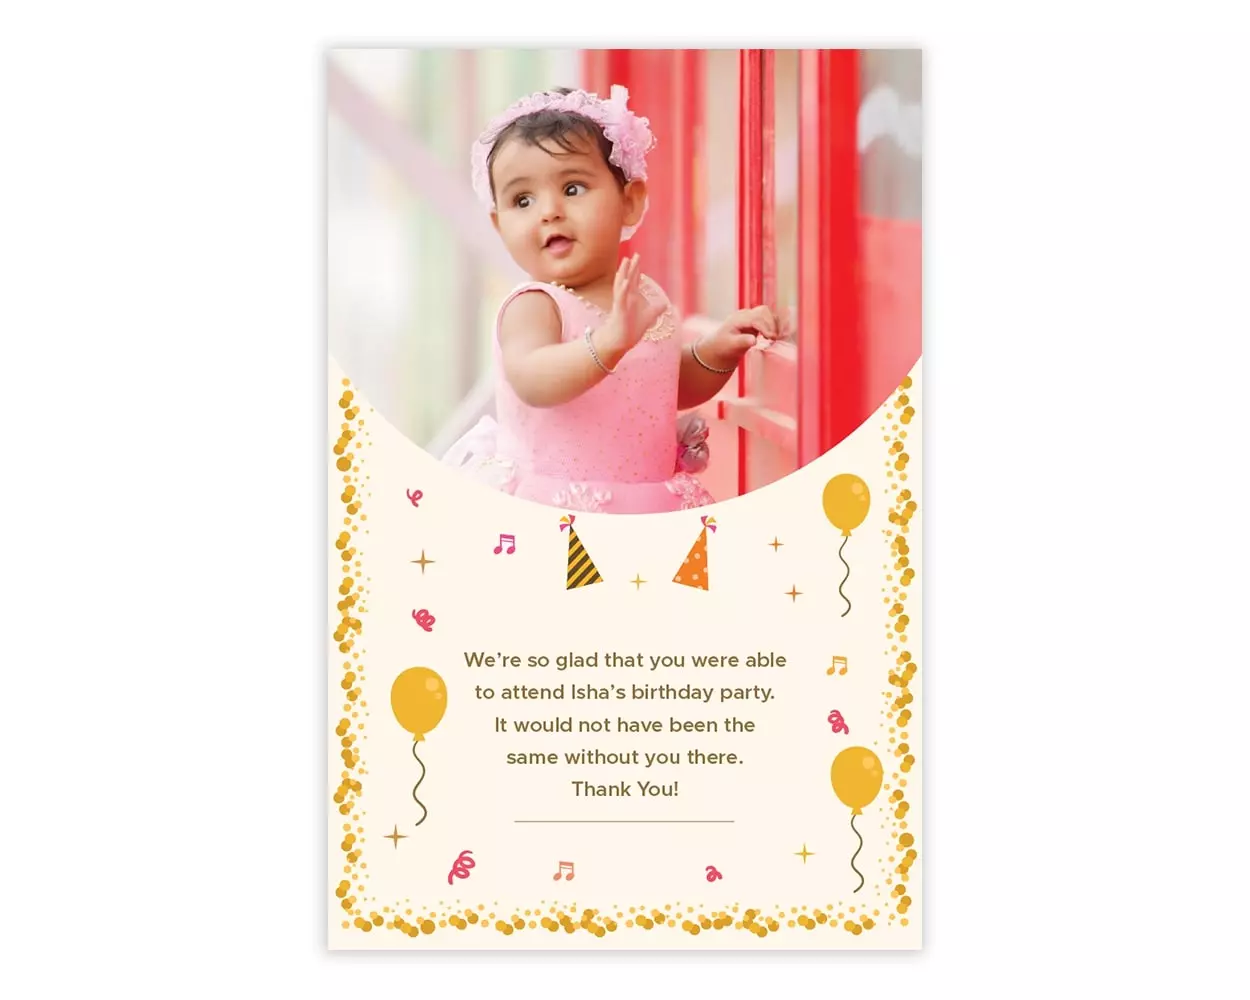 We’re so glad that you were able
to attend Isha’s birthday party.
It would not have been the
same without you there.
Thank You!